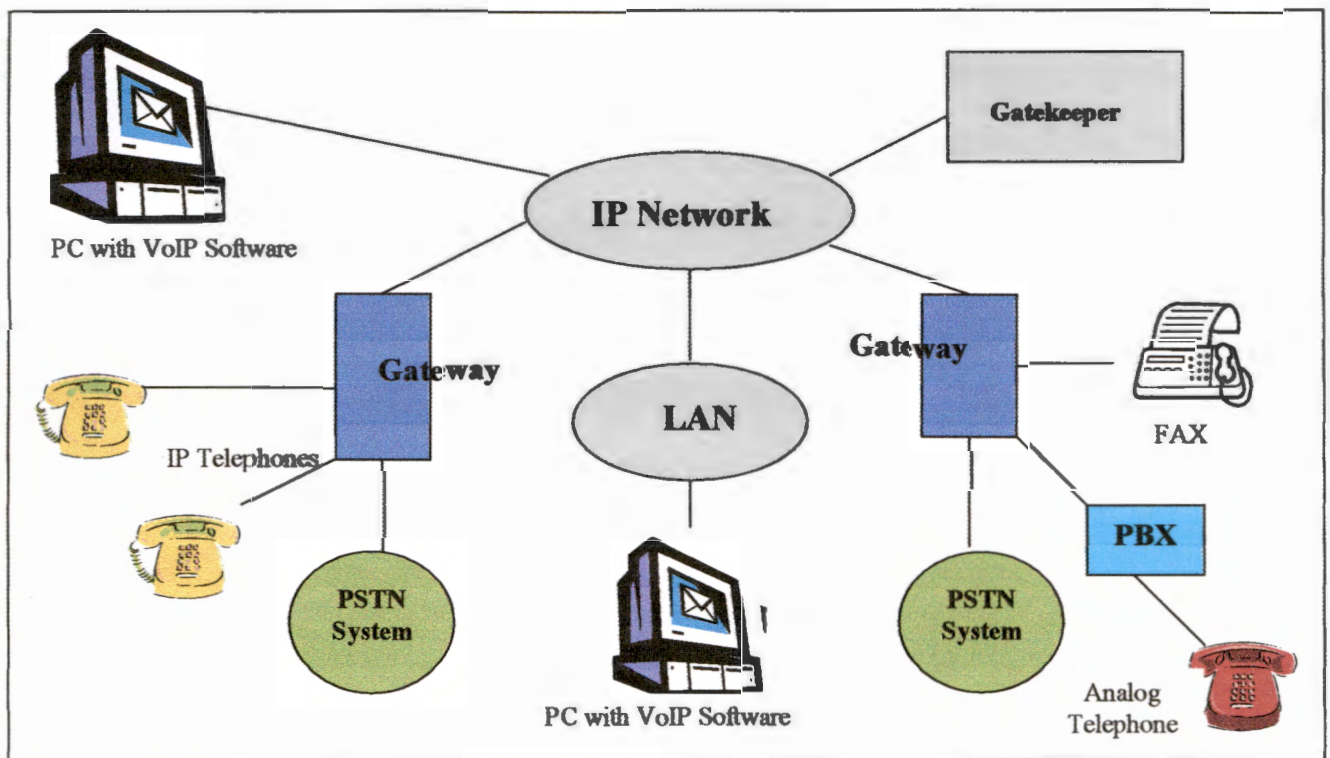 Gatekeeper
IP Network
PC with VoIP Software
Gateway
Gateway
LAN
FAX
IP Telephones
PBX
PSTN
System
PSTN
System
Analog
Telephone
PC with VoIP Software